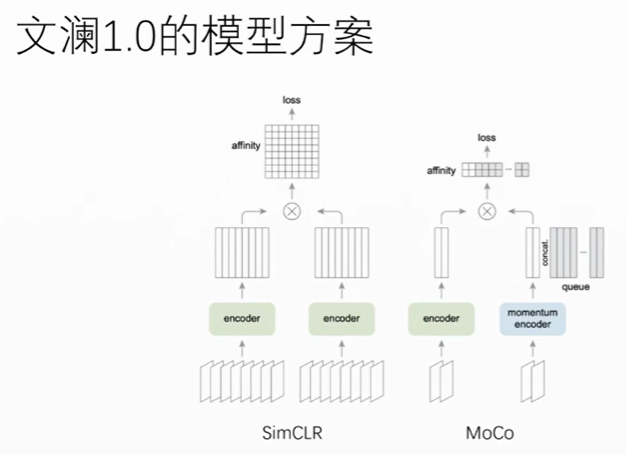 文澜1.0的模型方案
loss
affinity
loss
affinity
concat.
queue
encoder
encoder
encoder
momentum
encoder
SimCLR
MoCo